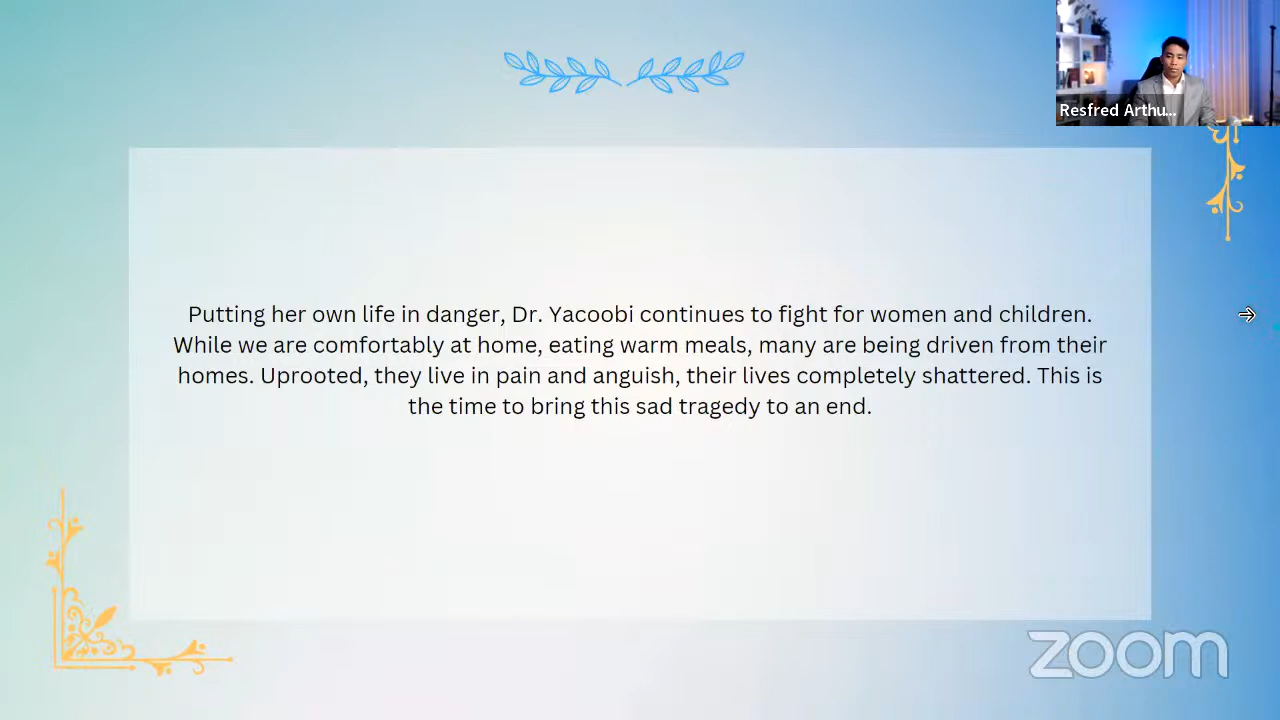 Resfred Arthu...
Putting her own life in danger, Dr. Yacoobi continues to fight for women and children.
While we are comfortably at home, eating warm meals, many are being driven from their
homes. Uprooted, they live in pain and anguish, their lives completely shattered. This is
the time to bring this sad tragedy to an end.
zoom